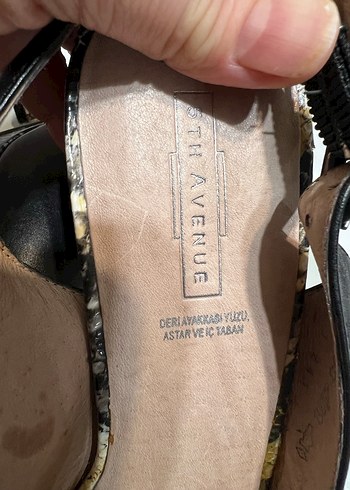 5TH AVENUE
DERİ AYAKKABI YÜZÜ,
ASTAR VE İÇ TABAN